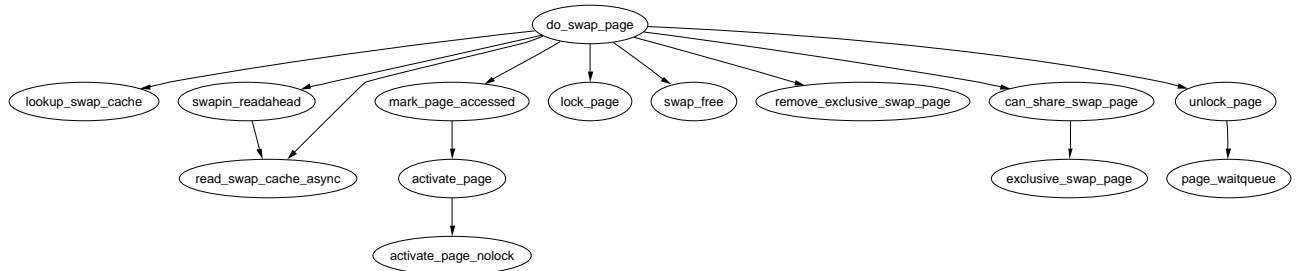 do_swap_page
lookup_swap_cache
swapin_readahead
mark_page_accessed
lock_page
swap_free
remove_exclusive_swap_page
can_share_swap_page
unlock_page
read_swap_cache_async
activate_page
exclusive_swap_page
page_waitqueue
activate_page_nolock